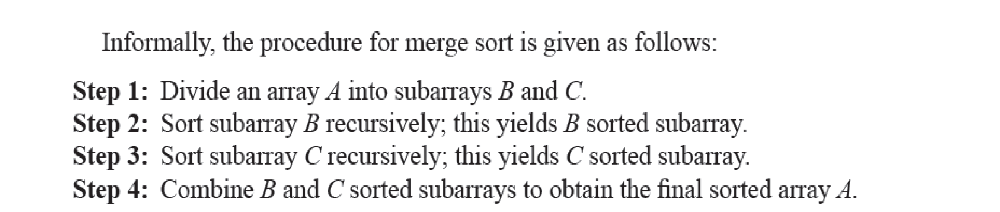 Informally, the procedure for merge sort is given as follows:
Step 1: Divide an array A into subarrays B and C.
Step 2: Sort subarray B recursively; this yields B sorted subarray.
Step 3: Sort subarray C recursively; this yields C sorted subarray.
Step 4: Combine B and C sorted subarrays to obtain the final sorted array A.